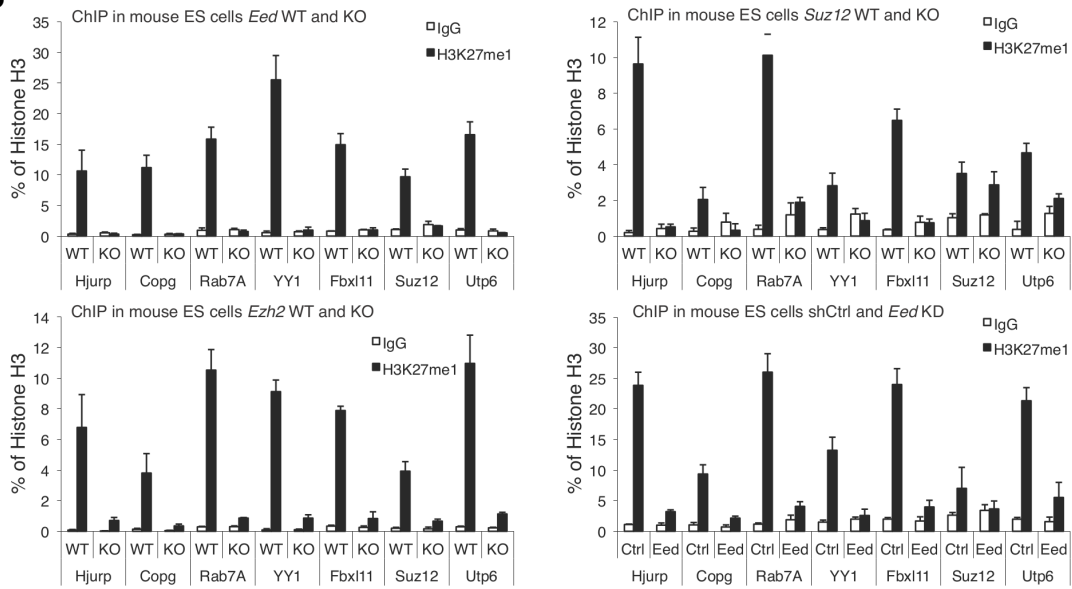 ChIP in mouse ES cells Eed WT and KO
% of Histone H3
35
30
25
20
15
10
5
0
IgG
H3K27me1
WT KO WT KO WT KO WT KO WT KO WT KO WT KO
Hjurp Copg Rab7A YY1 Fbxl11 Suz12 Utp6
ChIP in mouse ES cells Suz12 WT and KO
% of Histone H3
12
10
8
6
4
2
0
IgG
H3K27me1
WT KO WT KO WT KO WT KO WT KO WT KO WT KO
Hjurp Copg Rab7A YY1 Fbxl11 Suz12 Utp6
ChIP in mouse ES cells Ezh2 WT and KO
% of Histone H3
14
12
10
8
6
4
2
0
IgG
H3K27me1
WT KO WT KO WT KO WT KO WT KO WT KO WT KO
Hjurp Copg Rab7A YY1 Fbxl11 Suz12 Utp6
ChIP in mouse ES cells shCtrl and Eed KD
% of Histone H3
35
30
25
20
15
10
5
0
IgG
H3K27me1
Ctrl Eed Ctrl Eed Ctrl Eed Ctrl Eed Ctrl Eed Ctrl Eed Ctrl Eed
Hjurp Copg Rab7A YY1 Fbxl11 Suz12 Utp6